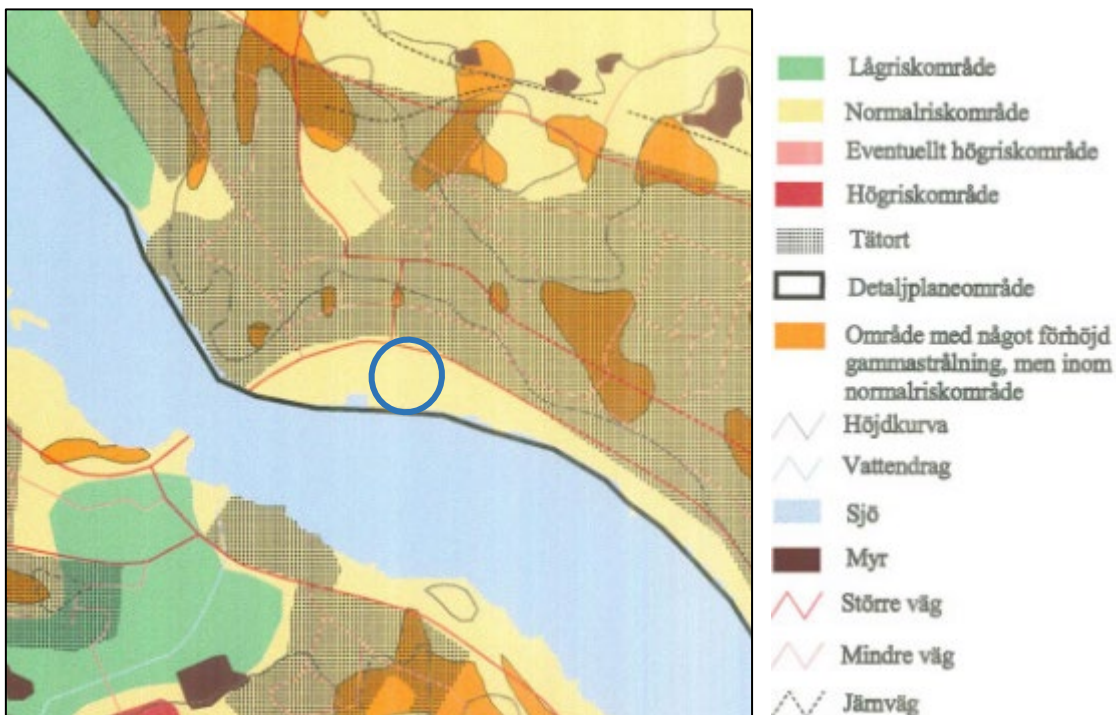 Lågriskområde
Normalriskområde
Eventuellt högriskområde
Högriskområde
Tätort
Detaljplaneområde
Område med något förhöjd
gammastrålning, men inom
normalriskområde
Höjdkurva
Vattendrag
Sjö
Myr
Större väg
Mindre väg
Järnväg